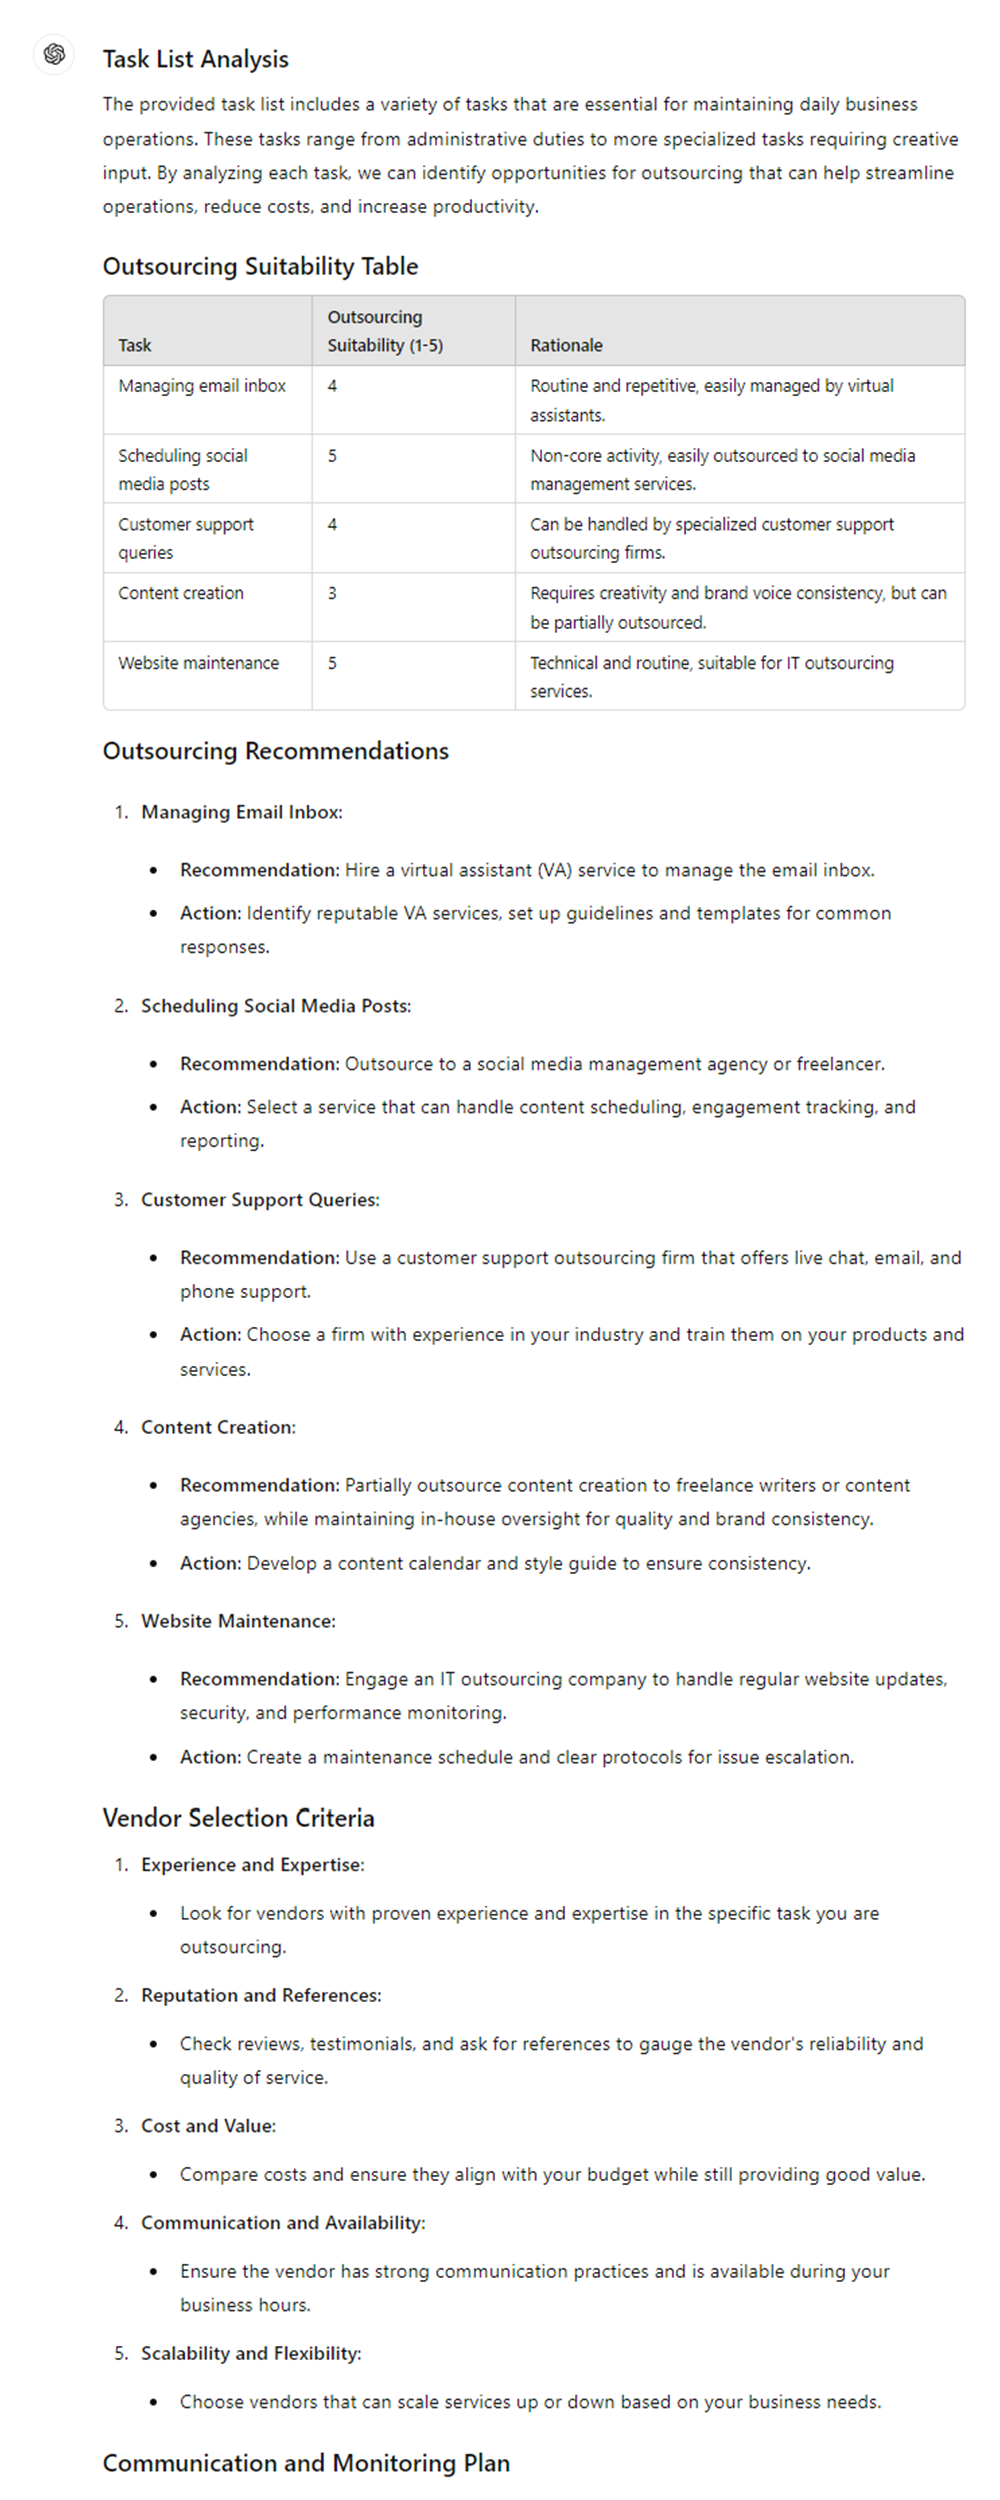 Task List Analysis
The provided task list includes a variety of tasks that are essential for maintaining daily business
operations. These tasks range from administrative duties to more specialized tasks requiring creative
input. By analyzing each task, we can identify opportunities for outsourcing that can help streamline
operations, reduce costs, and increase productivity.
Outsourcing Suitability Table
Task
Outsourcing
Suitability (1-5)
Rationale
Managing email inbox
4
Routine and repetitive, easily managed by virtual
assistants.
Scheduling social
media posts
5
Non-core activity, easily outsourced to social media
management services.
Customer support
queries
4
Can be handled by specialized customer support
outsourcing firms.
Content creation
3
Requires creativity and brand voice consistency, but can
be partially outsourced.
Website maintenance
5
Technical and routine, suitable for IT outsourcing
services.
Outsourcing Recommendations
1. Managing Email Inbox:
• Recommendation: Hire a virtual assistant (VA) service to manage the email inbox.
• Action: Identify reputable VA services, set up guidelines and templates for common
responses.
2. Scheduling Social Media Posts:
• Recommendation: Outsource to a social media management agency or freelancer.
• Action: Select a service that can handle content scheduling, engagement tracking, and
reporting.
3. Customer Support Queries:
• Recommendation: Use a customer support outsourcing firm that offers live chat, email, and
phone support.
• Action: Choose a firm with experience in your industry and train them on your products and
services.
4. Content Creation:
• Recommendation: Partially outsource content creation to freelance writers or content
agencies, while maintaining in-house oversight for quality and brand consistency.
• Action: Develop a content calendar and style guide to ensure consistency.
5. Website Maintenance:
• Recommendation: Engage an IT outsourcing company to handle regular website updates,
security, and performance monitoring.
• Action: Create a maintenance schedule and clear protocols for issue escalation.
Vendor Selection Criteria
1. Experience and Expertise:
• Look for vendors with proven experience and expertise in the specific task you are
outsourcing.
2. Reputation and References:
• Check reviews, testimonials, and ask for references to gauge the vendor's reliability and
quality of service.
3. Cost and Value:
• Compare costs and ensure they align with your budget while still providing good value.
4. Communication and Availability:
• Ensure the vendor has strong communication practices and is available during your
business hours.
5. Scalability and Flexibility:
• Choose vendors that can scale services up or down based on your business needs.
Communication and Monitoring Plan